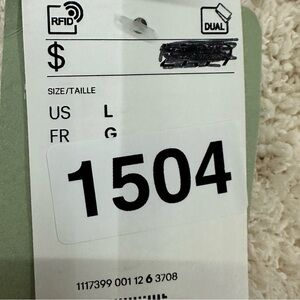 RFID
DUAL
$
SIZE/TAILLE
US L
FR G
1504
1117399 001 12 6 3708